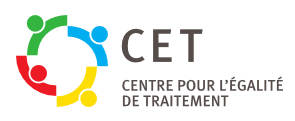 CET
CENTRE POUR L'ÉGALITÉ
DE TRAITEMENT